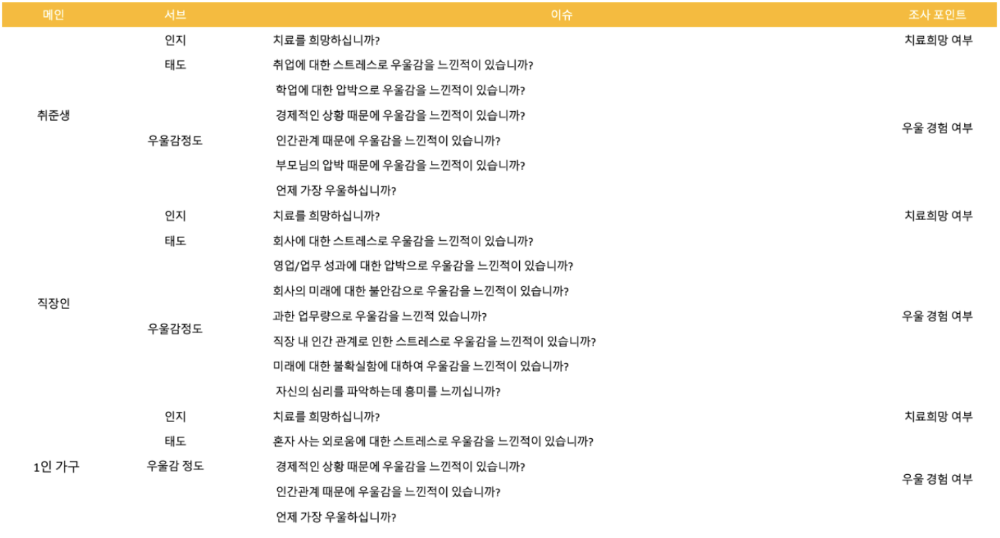 메인 서브 이슈 조사 포인트
인지 치료를 희망하십니까? 치료희망 여부
태도 취업에 대한 스트레스로 우울감을 느낀적이 있습니까?
학업에 대한 압박으로 우울감을 느낀적이 있습니까?
취준생 경제적인 상황 때문에 우울감을 느낀적이 있습니까?
우울 경험 여부
우울감정도 인간관계 때문에 우울감을 느낀적이 있습니까?
부모님의 압박 때문에 우울감을 느낀적이 있습니까?
언제 가장 우울하십니까?
인지 치료를 희망하십니까? 치료희망 여부
태도 회사에 대한 스트레스로 우울감을 느낀적이 있습니까?
영업/업무 성과에 대한 압박으로 우울감을 느낀적이 있습니까?
회사의 미래에 대한 불안감으로 우울감을 느낀적이 있습니까?
직장인
과한 업무량으로 우울감을 느낀적 있습니까? 우울 경험 여부
우울감정도
직장 내 인간 관계로 인한 스트레스로 우울감을 느낀적이 있습니까?
미래에 대한 불확실함에 대하여 우울감을 느낀적이 있습니까?
자신의 심리를 파악하는데 흥미를 느끼십니까?
인지 치료를 희망하십니까? 치료희망 여부
태도 혼자 사는 외로움에 대한 스트레스로 우울감을 느낀적이 있습니까?
1인 가구 우울감 정도 경제적인 상황 때문에 우울감을 느낀적이 있습니까?
우울 경험 여부
인간관계 때문에 우울감을 느낀적이 있습니까?
언제 가장 우울하십니까?